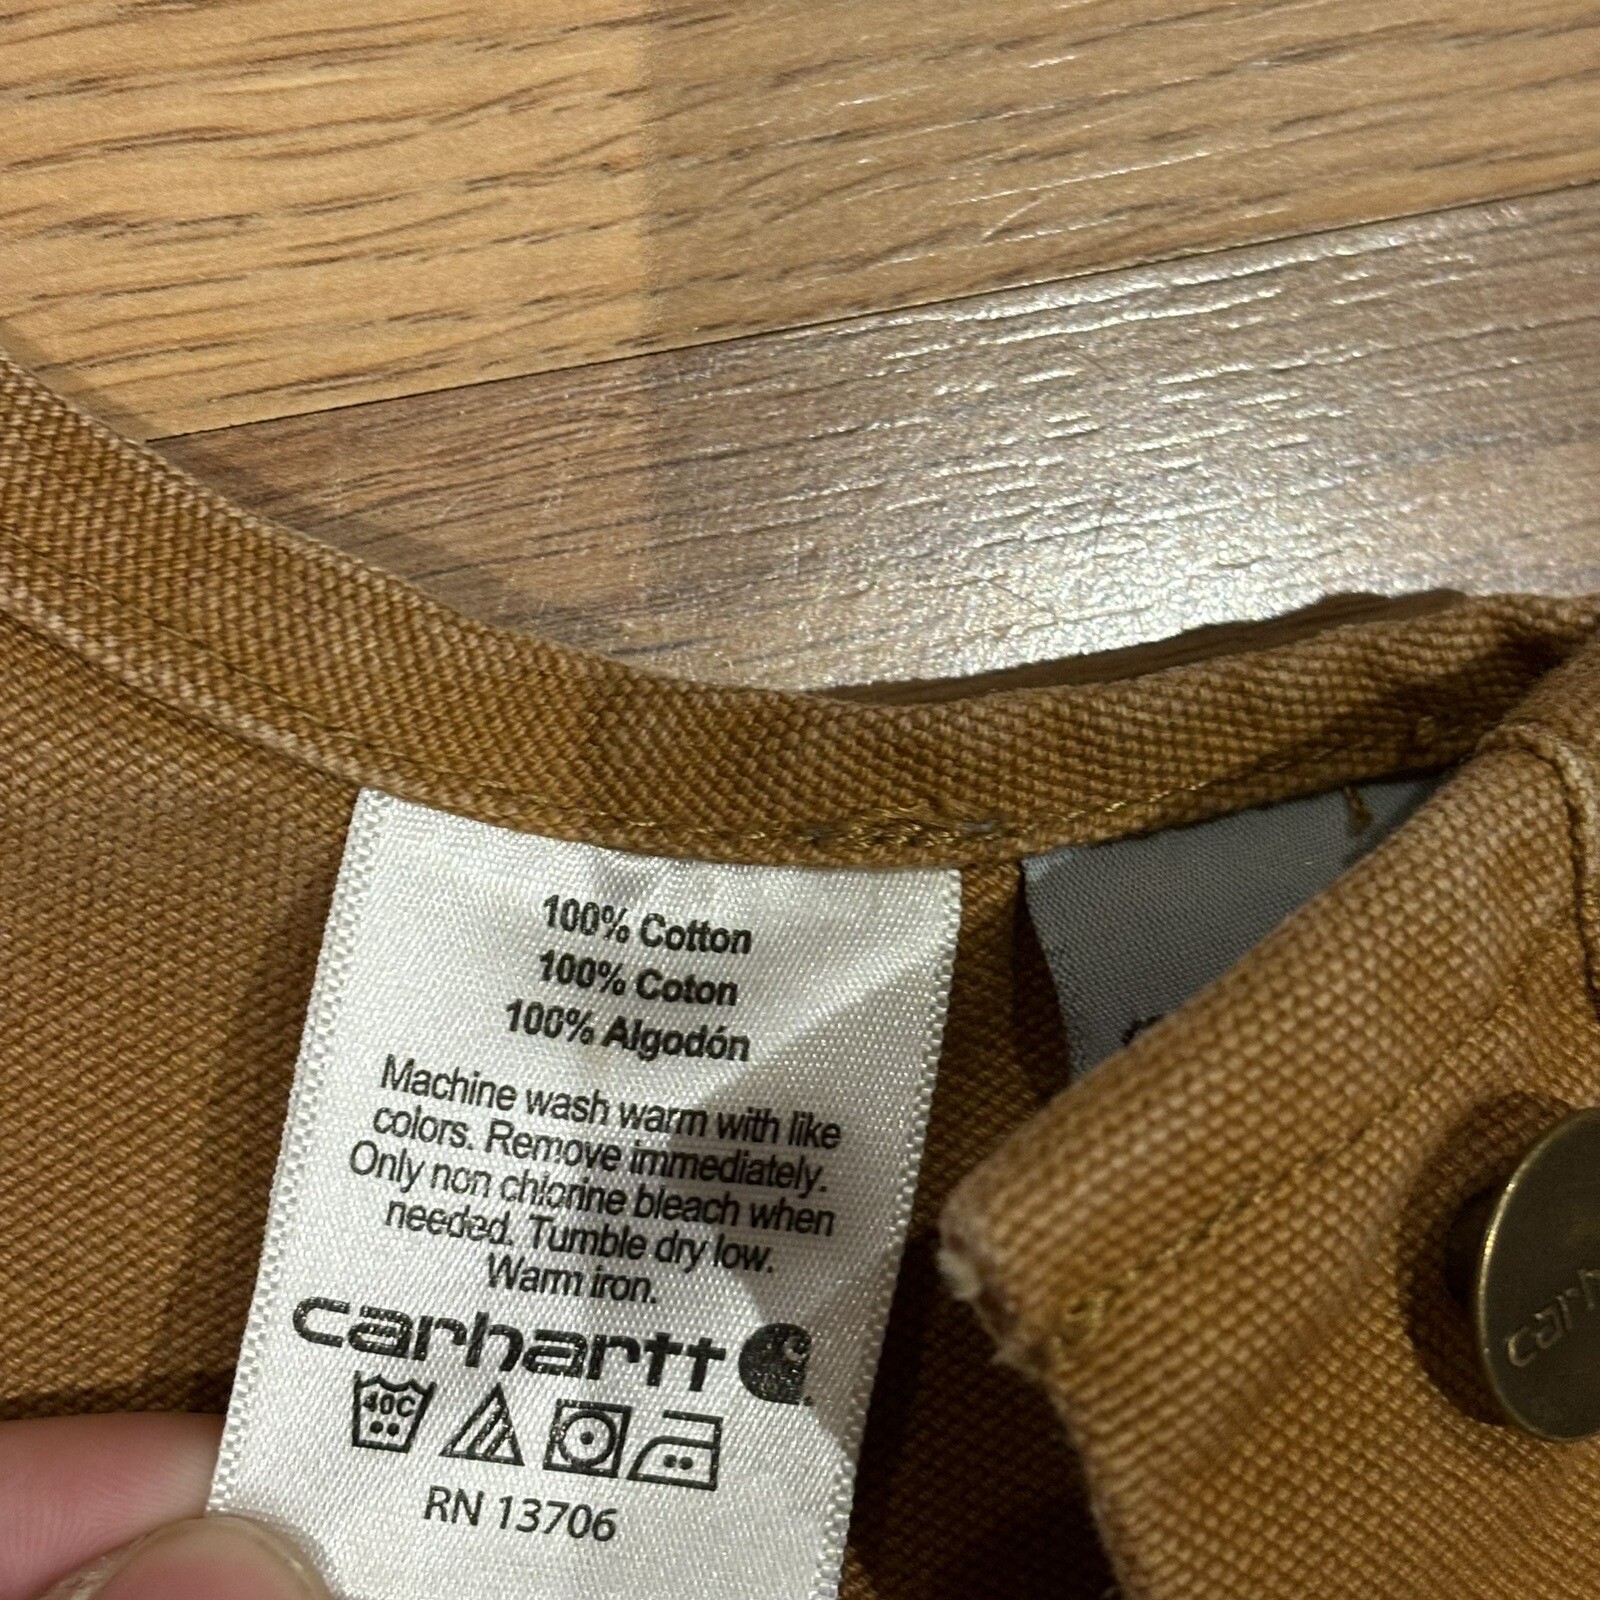 100% Cotton
100% Coton
100% Algodón
Machine wash warm with like
colors. Remove immediately.
Only non chlorine bleach when
needed. Tumble dry low.
Warm iron.
carhartt
40C
RN 13706
carh